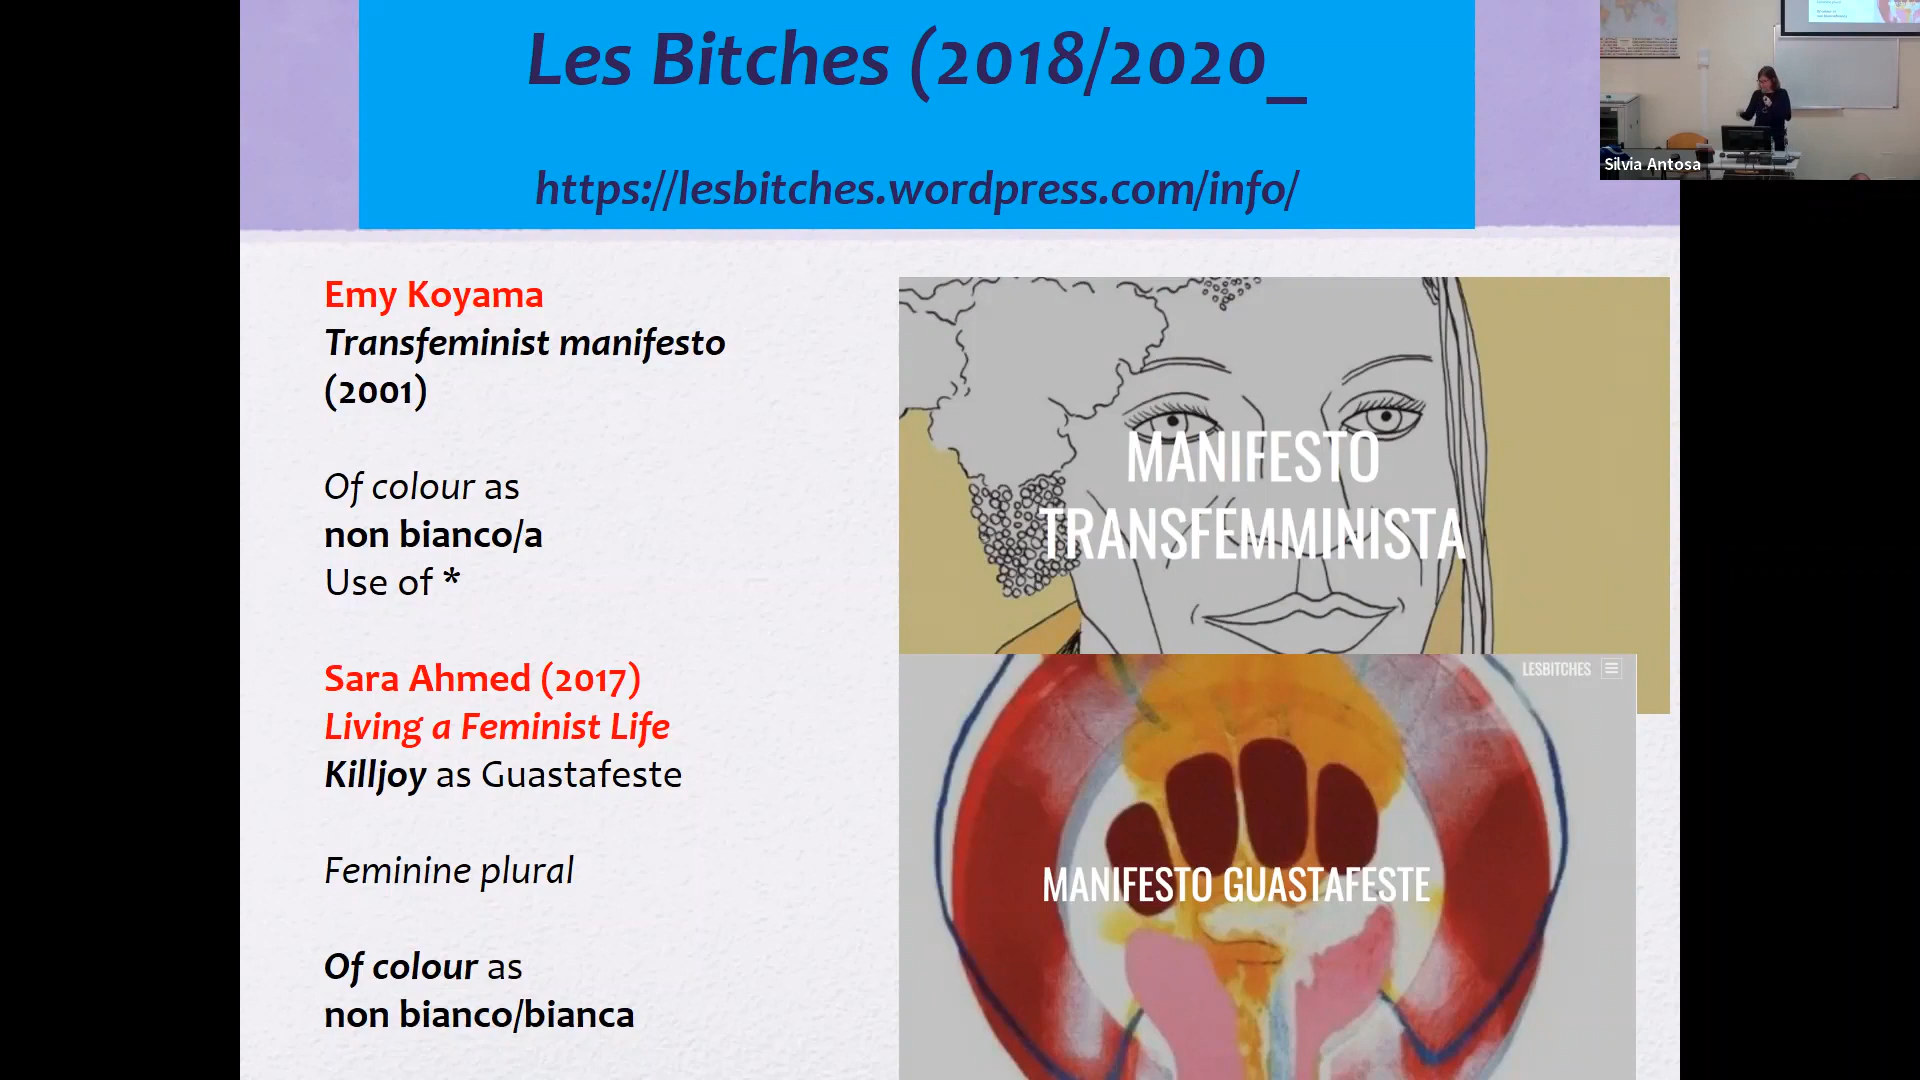 Les Bitches (2018/2020_
https://lesbitches.wordpress.com/info/
Silvia Antosa
Emy Koyama
Transfeminist manifesto
(2001)
Of colour as
non bianco/a
Use of *
Sara Ahmed (2017)
Living a Feminist Life
Killjoy as Guastafeste
Feminine plural
Of colour as
non bianco/bianca
MANIFESTO
TRANSFEMMINISTA
LESBITCHES
MANIFESTO GUASTAFESTE